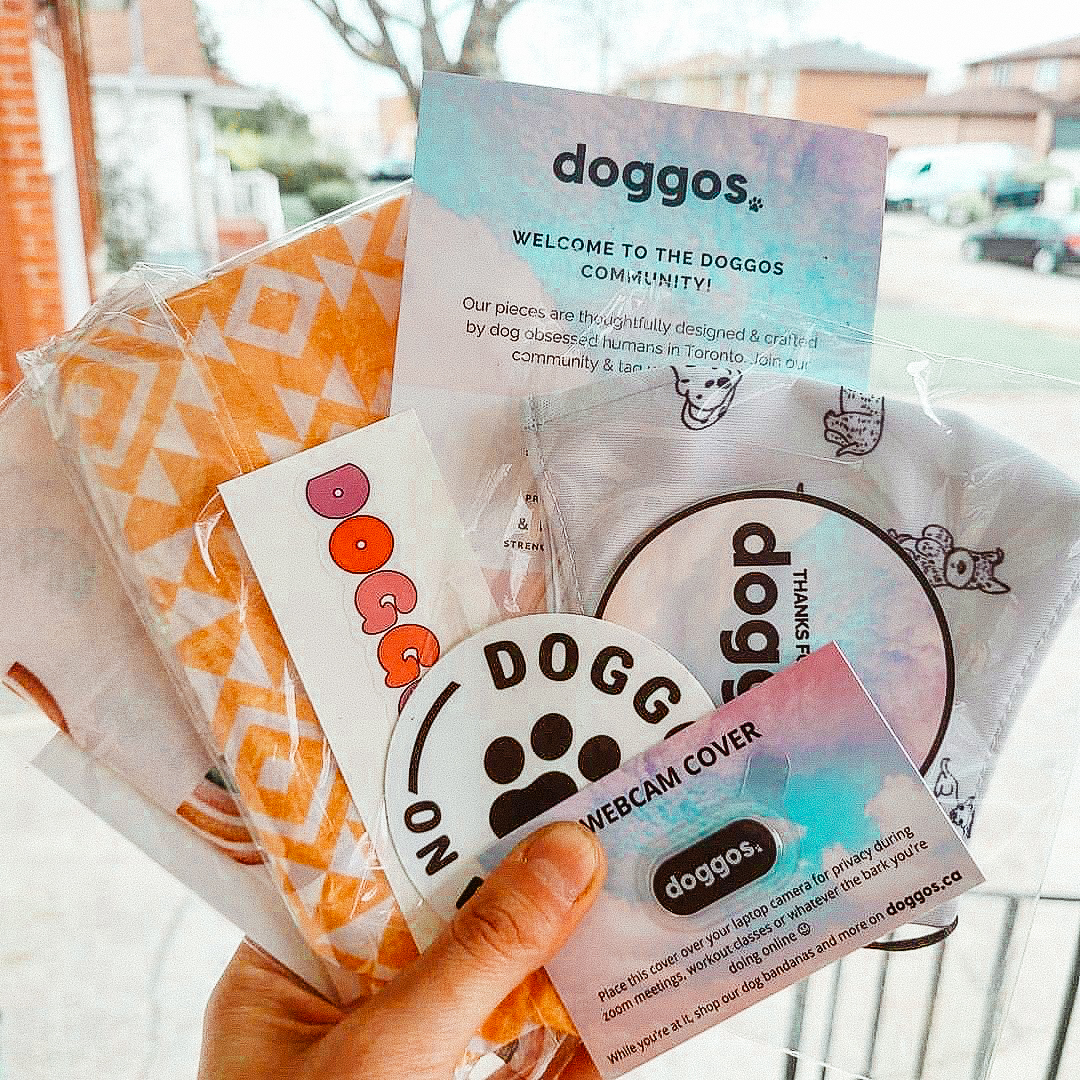 doggos
WELCOME TO THE DOGGOS
COMMUNITY!
Our pieces are thoughtfully designed & crafted
by dog obsessed humans in Toronto. Join our
community &
&
DOGG
doggo
THANKS
DOGG
NO
WEBCAM COVER
doggos
Place this cover over your laptop camera for privacy during
zoom meetings, workout classes or whatever the bark you're
doing online
While you're at it, shop our dog bandanas and more on doggos.ca